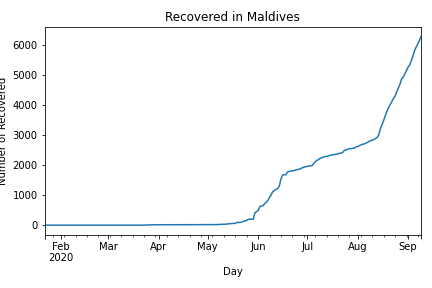 Recovered in Maldives
6000
5000
4000
3000
2000
1000
0
Number of Recovered
Feb Mar Apr May Jun Jul Aug Sep
2020
Day